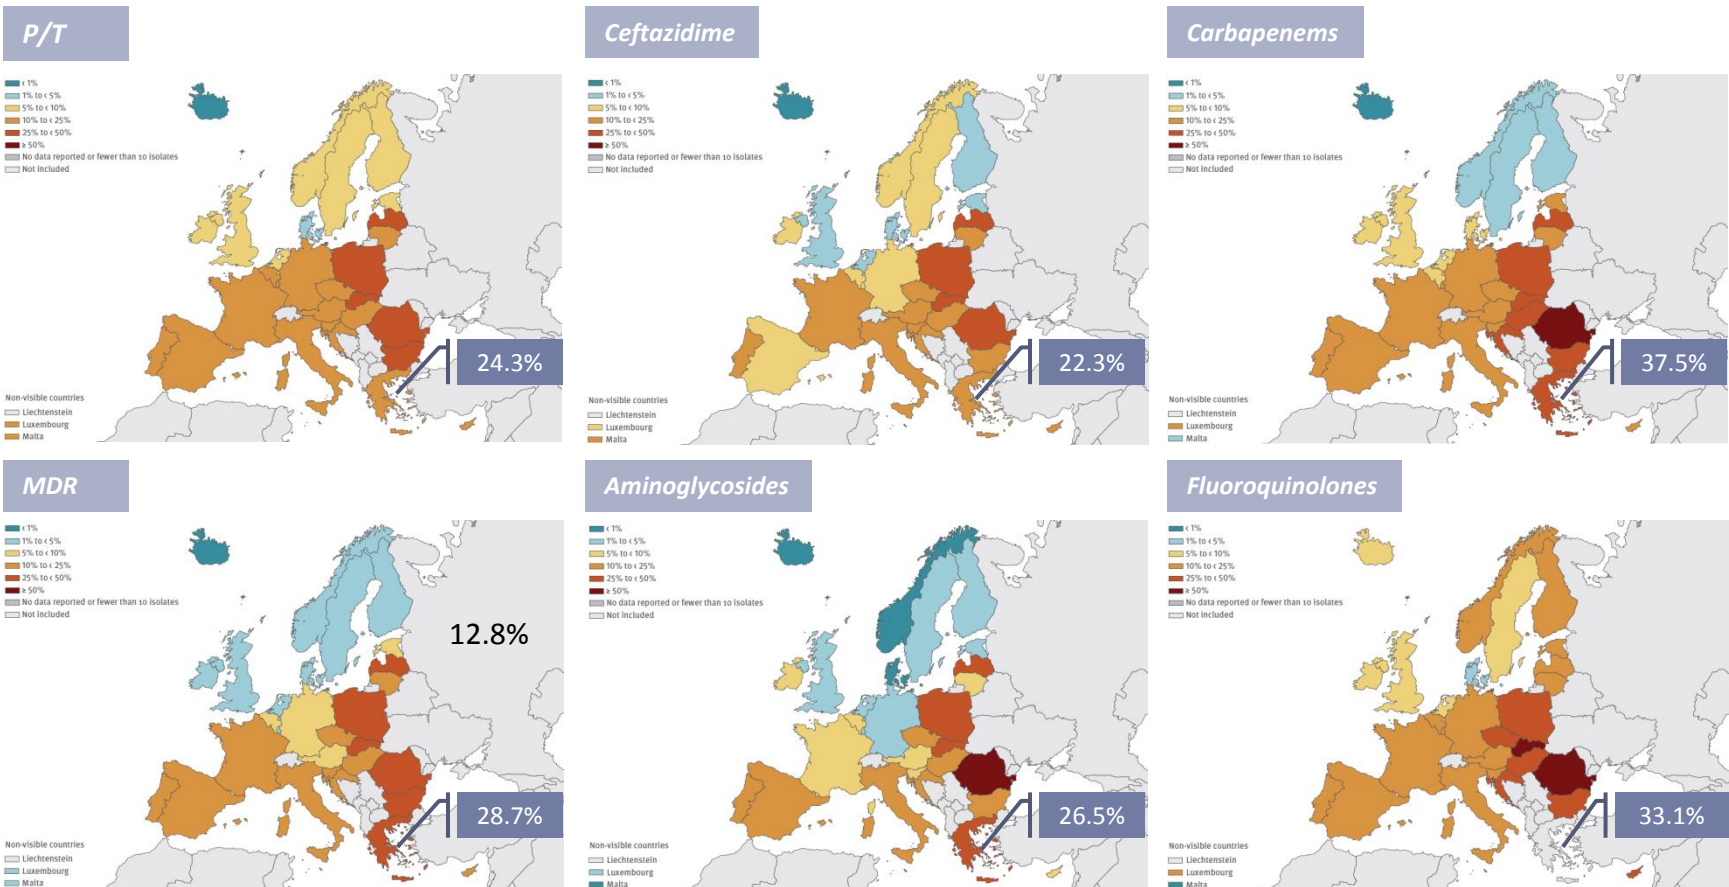 P/T
< 1%
1% to < 5%
5% to < 10%
10% to < 25%
25% to < 50%
≥ 50%
No data reported or fewer than 10 isolates
Not included
24.3%
Non-visible countries
Liechtenstein
Luxembourg
Malta
Ceftazidime
< 1%
1% to < 5%
5% to < 10%
10% to < 25%
25% to < 50%
≥ 50%
No data reported or fewer than 10 isolates
Not included
22.3%
Non-visible countries
Liechtenstein
Luxembourg
Malta
Carbapenems
< 1%
1% to < 5%
5% to < 10%
10% to < 25%
25% to < 50%
≥ 50%
No data reported or fewer than 10 isolates
Not included
37.5%
Non-visible countries
Liechtenstein
Luxembourg
Malta
MDR
< 1%
1% to < 5%
5% to < 10%
10% to < 25%
25% to < 50%
≥ 50%
No data reported or fewer than 10 isolates
Not included
12.8%
28.7%
Non-visible countries
Liechtenstein
Luxembourg
Malta
Aminoglycosides
< 1%
1% to < 5%
5% to < 10%
10% to < 25%
25% to < 50%
≥ 50%
No data reported or fewer than 10 isolates
Not included
26.5%
Non-visible countries
Liechtenstein
Luxembourg
Malta
Fluoroquinolones
< 1%
1% to < 5%
5% to < 10%
10% to < 25%
25% to < 50%
≥ 50%
No data reported or fewer than 10 isolates
Not included
33.1%
Non-visible countries
Liechtenstein
Luxembourg
Malta